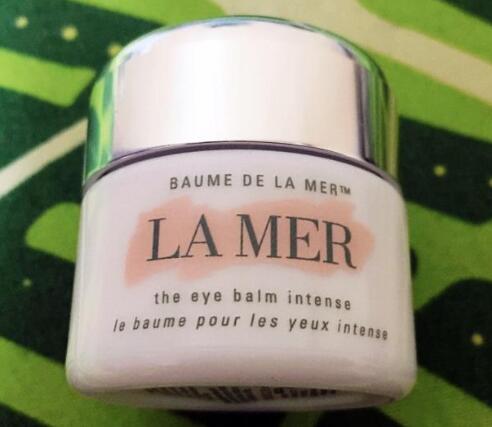 BAUME DE LA MER™
LA MER
the eye balm intense
le baume pour les yeux intense